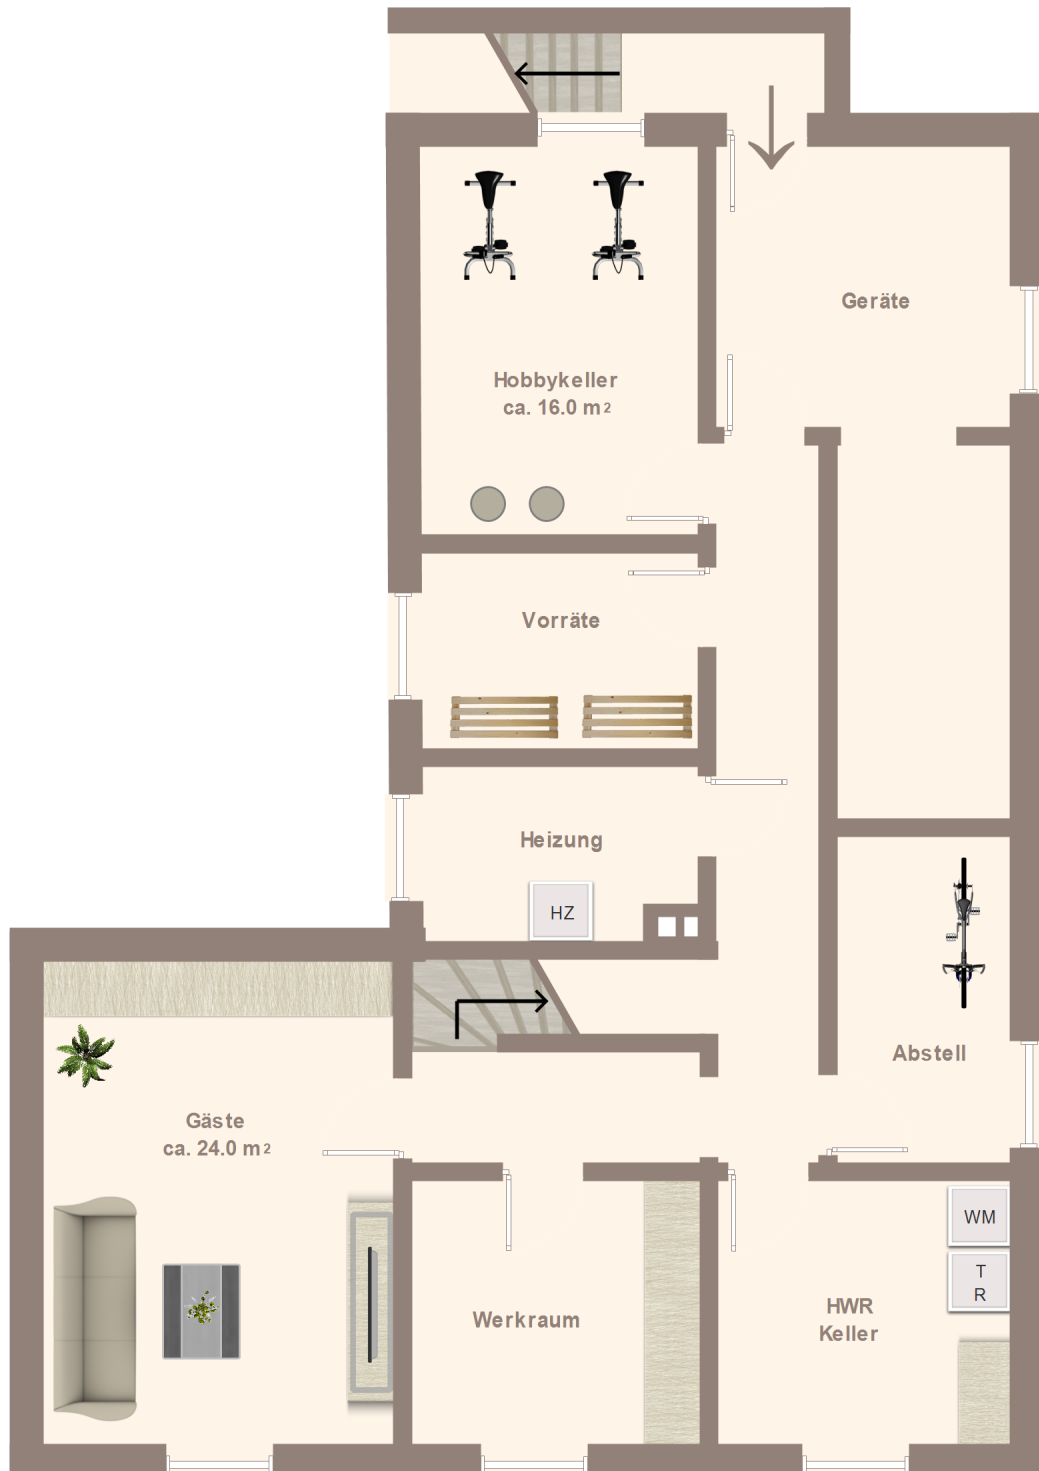 Geräte
Hobbykeller
ca. 16.0 m²
Vorräte
Heizung
HZ
Abstell
Gäste
ca. 24.0 m²
WM
T
R
Werkraum
HWR
Keller